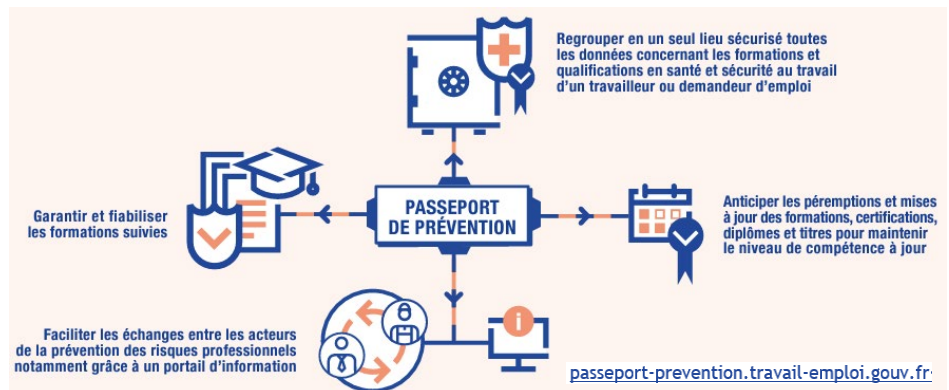 Regrouper en un seul lieu sécurisé toutes
les données concernant les formations et
qualifications en santé et sécurité au travail
d'un travailleur ou demandeur d'emploi
Garantir et fiabiliser
les formations suivies
PASSEPORT
DE PRÉVENTION
Anticiper les péremptions et mises
à jour des formations, certifications,
diplômes et titres pour maintenir
le niveau de compétence à jour
Faciliter les échanges entre les acteurs
de la prévention des risques professionnels
notamment grâce à un portail d'information
i
passeport-prevention.travail-emploi.gouv.fr